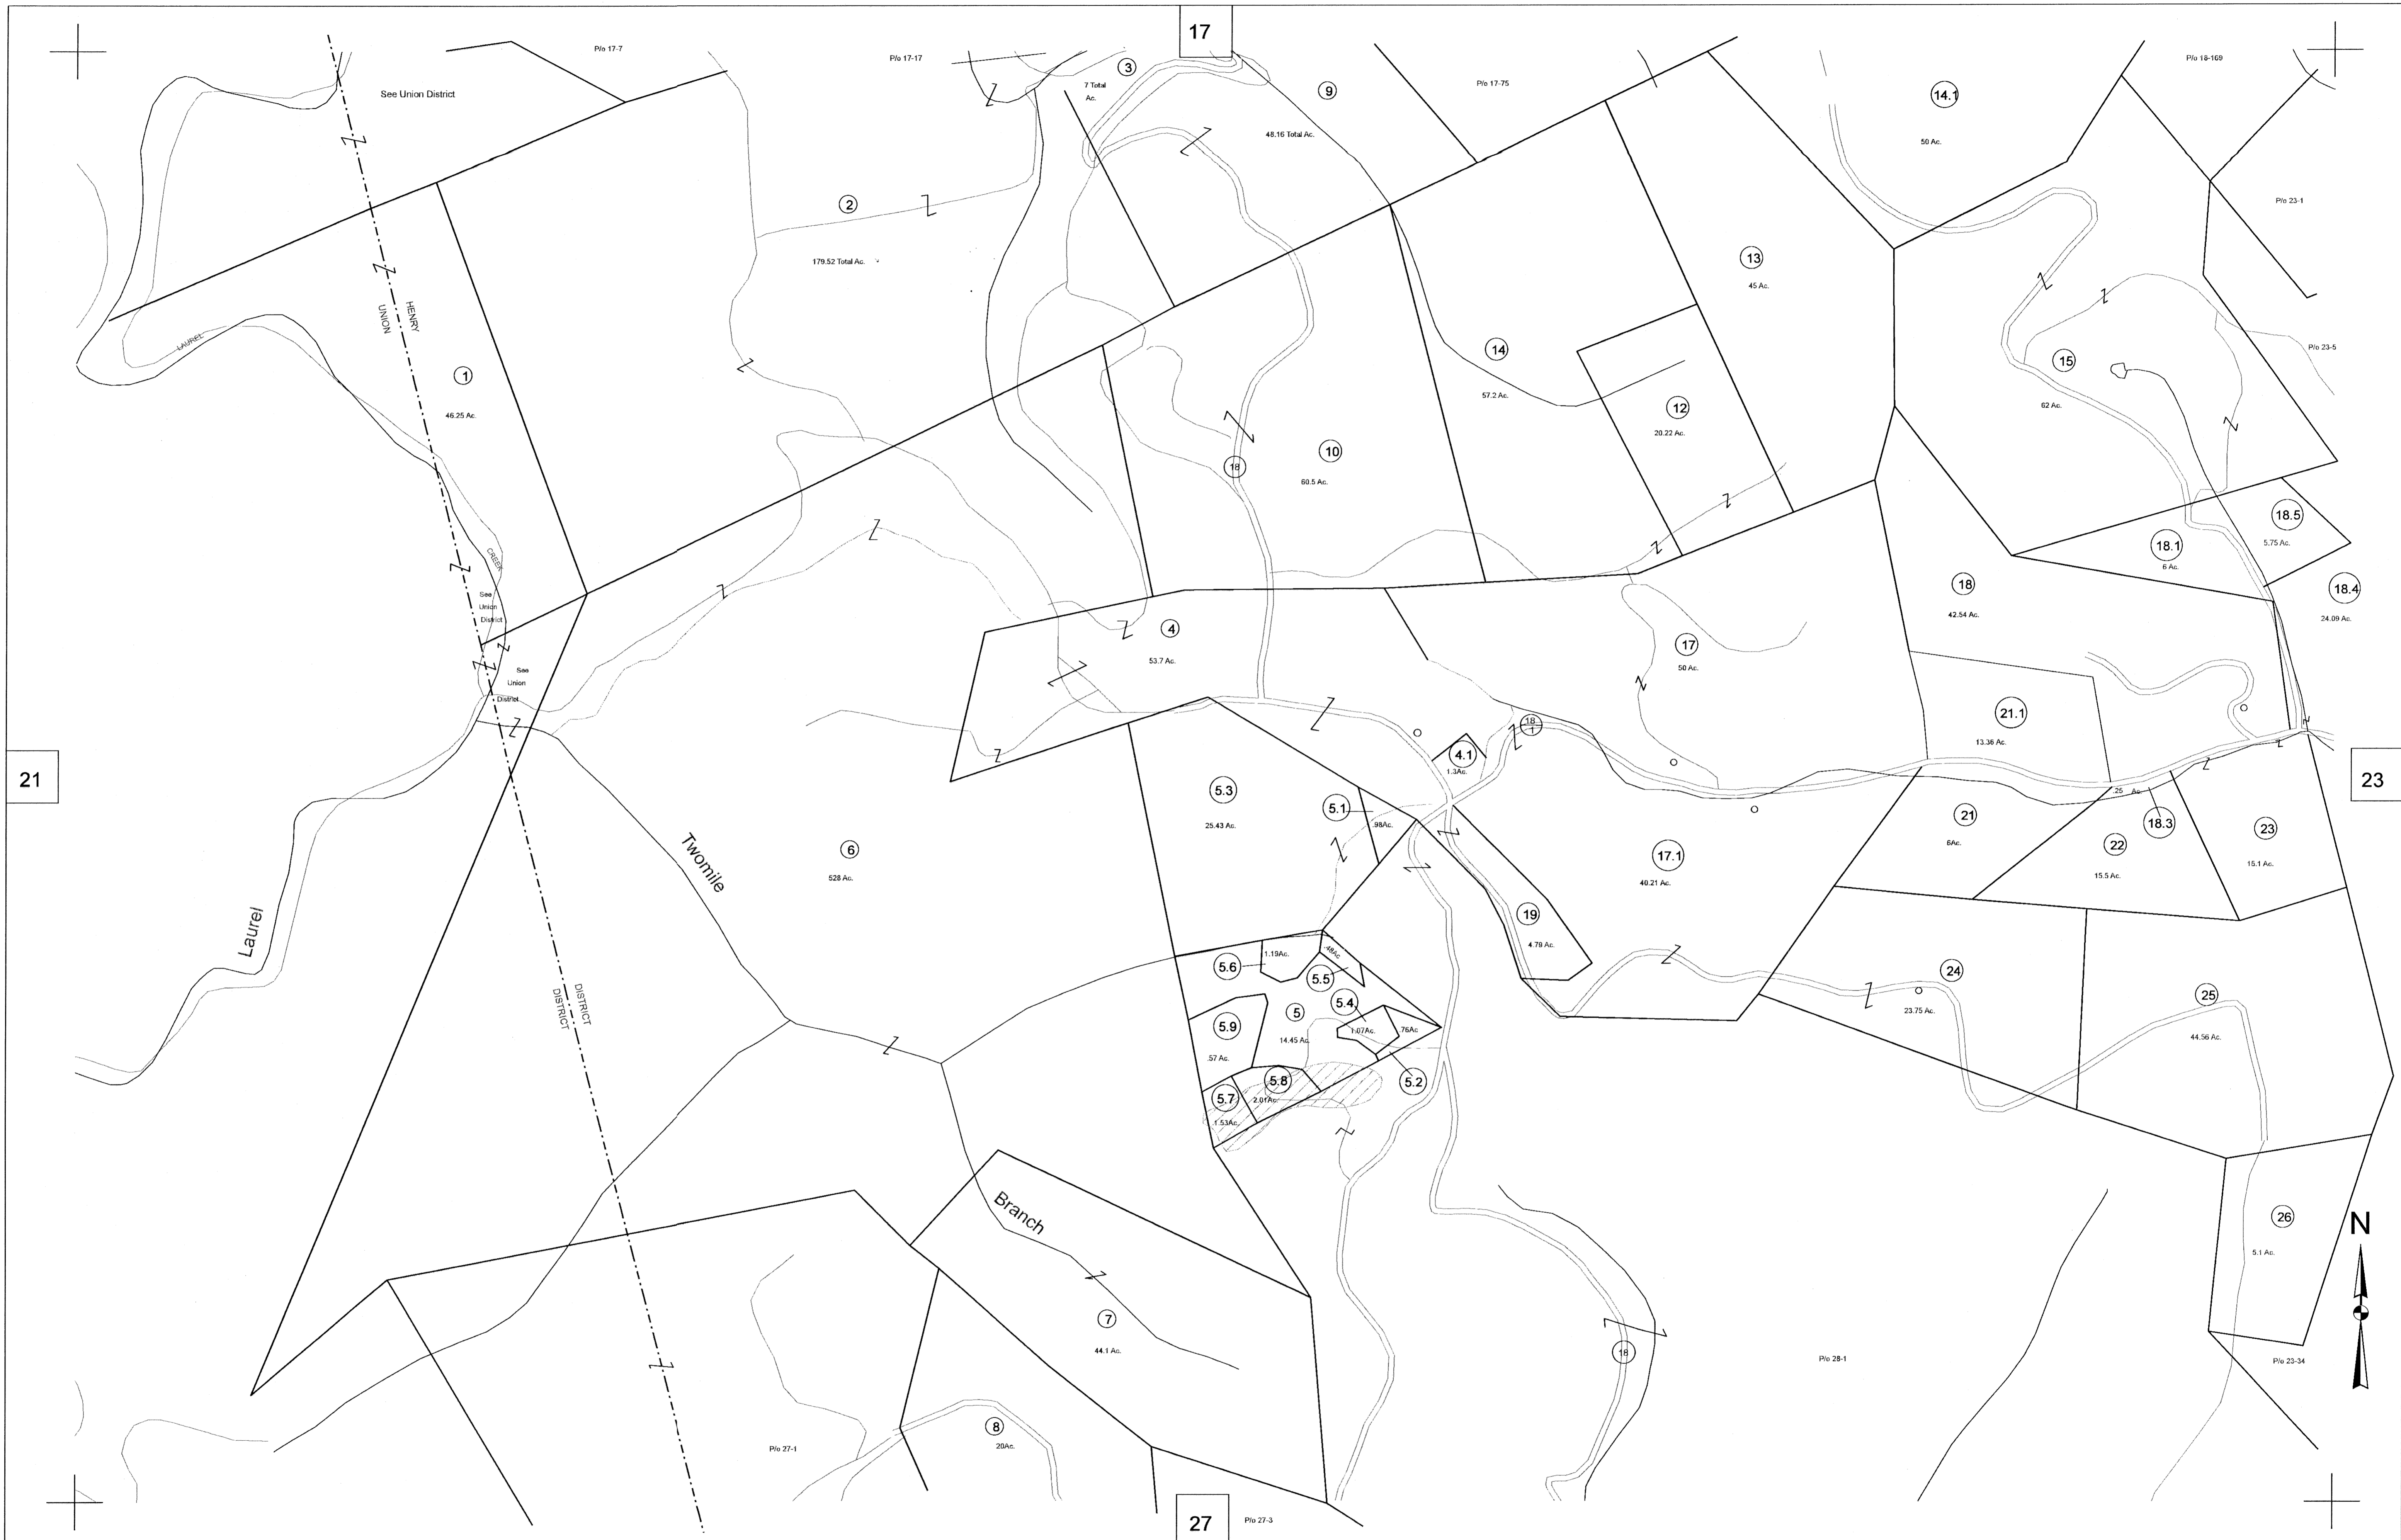 17
P/o 17-7
P/o 17-17
3
7 Total
Ac.
9
48.16 Total Ac.
P/o 17-75
14.1
50 Ac.
P/o 18-169
See Union District
2
179.52 Total Ac.
P/o 23-1
13
45 Ac.
HENRY
UNION
LAUREL
1
46.25 Ac.
14
57.2 Ac.
12
20.22 Ac.
15
62 Ac.
P/o 23-5
10
60.5 Ac.
18
18.5
5.75 Ac.
18.1
6 Ac.
18.4
24.09 Ac.
18
42.54 Ac.
CREEK
See
Union
District
See
Union
District
4
53.7 Ac.
17
50 Ac.
21.1
13.36 Ac.
18
1
4.1
1.3Ac.
21
23
5.3
25.43 Ac.
5.1
.98Ac.
.25 Ac.
18.3
21
6Ac.
22
15.5 Ac.
23
15.1 Ac.
Twomile
6
528 Ac.
17.1
40.21 Ac.
Laurel
19
4.79 Ac.
5.6
1.19Ac.
.48Ac.
5.5
5.4
1.07Ac.
.76Ac
5
14.45 Ac.
5.9
.57 Ac.
5.8
2.01Ac.
5.7
1.53Ac.
5.2
24
23.75 Ac.
25
44.56 Ac.
DISTRICT
DISTRICT
Branch
7
44.1 Ac.
26
5.1 Ac.
N
18
P/o 28-1
P/o 23-34
8
20Ac.
P/o 27-1
27
P/o 27-3